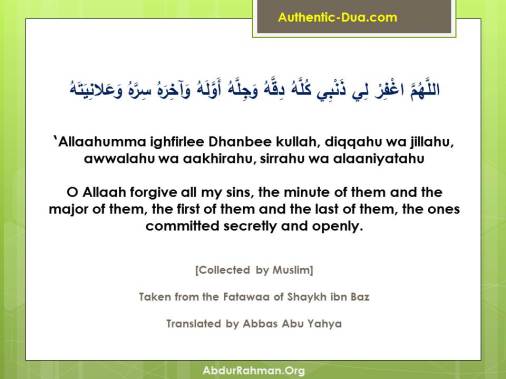 Authentic-Dua.com
اللَّهُمَّ اغْفِرْ لِي ذَنْبِي كُلَّهُ دِقَّهُ وَجِلَّهُ أَوَّلَهُ وَآخِرَهُ سِرَّهُ وَعَلانِيَتَهُ
‘Allaahumma ighfirlee Dhanbee kullah, diqqahu wa jillahu,
awwalahu wa aakhirahu, sirrahu wa alaaniyatahu
O Allaah forgive all my sins, the minute of them and the
major of them, the first of them and the last of them, the ones
committed secretly and openly.
[Collected by Muslim]
Taken from the Fatawaa of Shaykh ibn Baz
Translated by Abbas Abu Yahya
AbdurRahman.Org